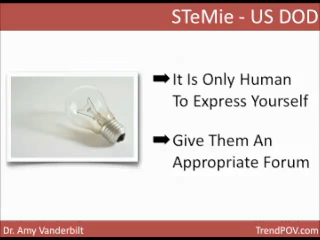 STeMie - US DOD
It Is Only Human
To Express Yourself
Give Them An
Appropriate Forum
Dr. Amy Vanderbilt
TrendPOV.com